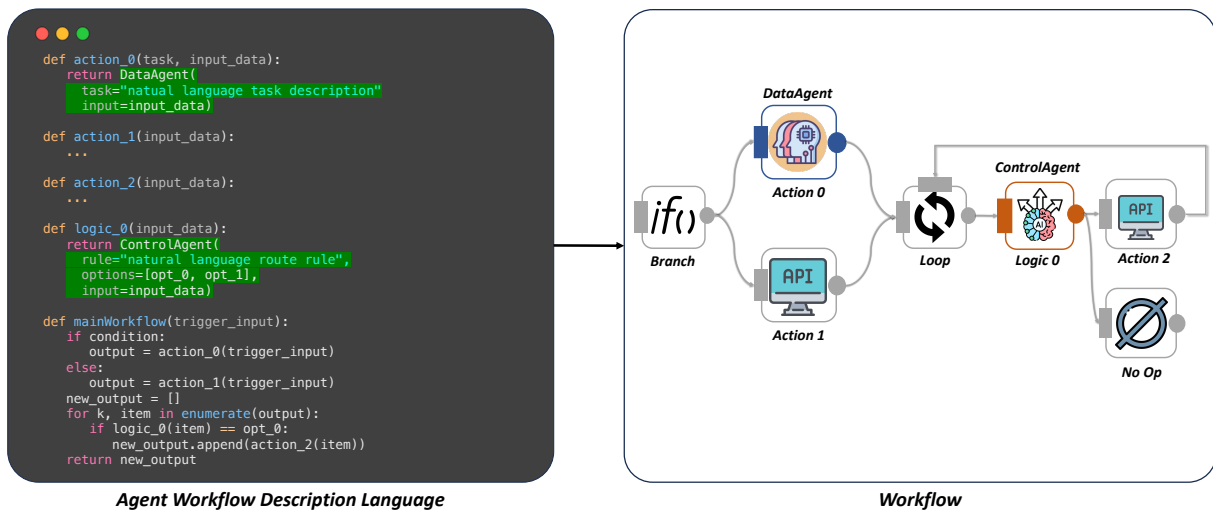 def action_0(task, input_data):
return DataAgent(
task="natual language task description"
input=input_data)
def action_1(input_data):
...
def action_2(input_data):
...
def logic_0(input_data):
return ControlAgent(
rule="natural language route rule",
options=[opt_0, opt_1],
input=input_data)
def mainWorkflow(trigger_input):
if condition:
output = action_0(trigger_input)
else:
output = action_1(trigger_input)
new_output = []
for k, item in enumerate(output):
if logic_0(item) == opt_0:
new_output.append(action_2(item))
return new_output
Agent Workflow Description Language
DataAgent
Action 0
if()
Branch
API
Action 1
Loop
ControlAgent
AI
Logic 0
API
Action 2
No Op
Workflow